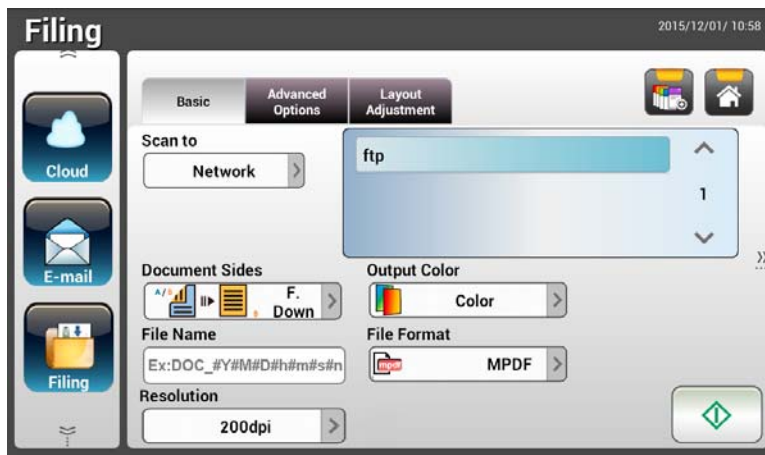 Filing
2015/12/01/ 10:58
Basic
Advanced
Options
Layout
Adjustment
Cloud
E-mail
Filing
Scan to
Network
ftp
1
Document Sides
F.
Down
Output Color
Color
File Name
Ex:DOC_#Y#M#D#h#m#s#n
File Format
mpdf
MPDF
Resolution
200dpi